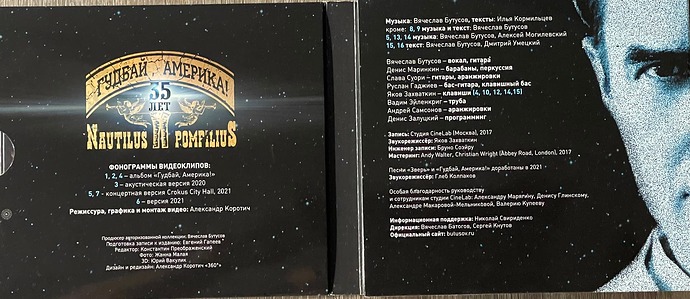 ГУДБАЙ АМЕРИКА!
35
ЛЕТ
NAUTILUS POMPILIUS
ФОНОГРАММЫ ВИДЕОКЛИПОВ:
1, 2, 4 – альбом «Гудбай, Америка!»
3 – акустическая версия 2020
5, 7 - концертная версия Crokus City Hall, 2021
6 – версия 2021
Режиссура, графика и монтаж видео: Александр Коротич
Продюсер авторизованной коллекции: Вячеслав Бутусов
Подготовка записи к изданию: Евгений Галеев
Редактор: Константин Преображенский
Фото: Жанна Малая
3D: Юрий Вакулик
Дизайн и редизайн: Александр Коротич «360°»
Музыка: Вячеслав Бутусов, тексты: Илья Кормильцев
кроме: 8, 9 музыка и текст: Вячеслав Бутусов
5, 13, 14 музыка: Вячеслав Бутусов, Алексей Могилевский
15, 16 текст: Вячеслав Бутусов, Дмитрий Умецкий
Вячеслав Бутусов – вокал, гитара
Денис Маринкин – барабаны, перкуссия
Слава Суори – гитары, аранжировки
Руслан Гаджиев – бас-гитара, клавишный бас
Яков Захваткин – клавиши (4, 10, 12, 14,15)
Вадим Эйленкриг – труба
Андрей Самсонов – аранжировки
Денис Залуцкий – программинг
Запись: Студия CineLab (Москва), 2017
Звукорежиссёр: Яков Захваткин
Инженер записи: Бруно Соэйру
Мастеринг: Andy Walter, Christian Wright (Abbey Road, London), 2017
Песни «Зверь» и «Гудбай, Америка!» доработаны в 2021 -
Звукорежиссёр: Глеб Колпаков
Особая благодарность руководству
и сотрудникам студии CineLab: Александру Марягину, Денису Глинскому,
Александре Макаровой-Мельниковой, Валерию Купееву
Информационная поддержка: Николай Свириденко
Дирекция: Вячеслав Батогов, Сергей Кнутов
Официальный сайт: butusov.ru